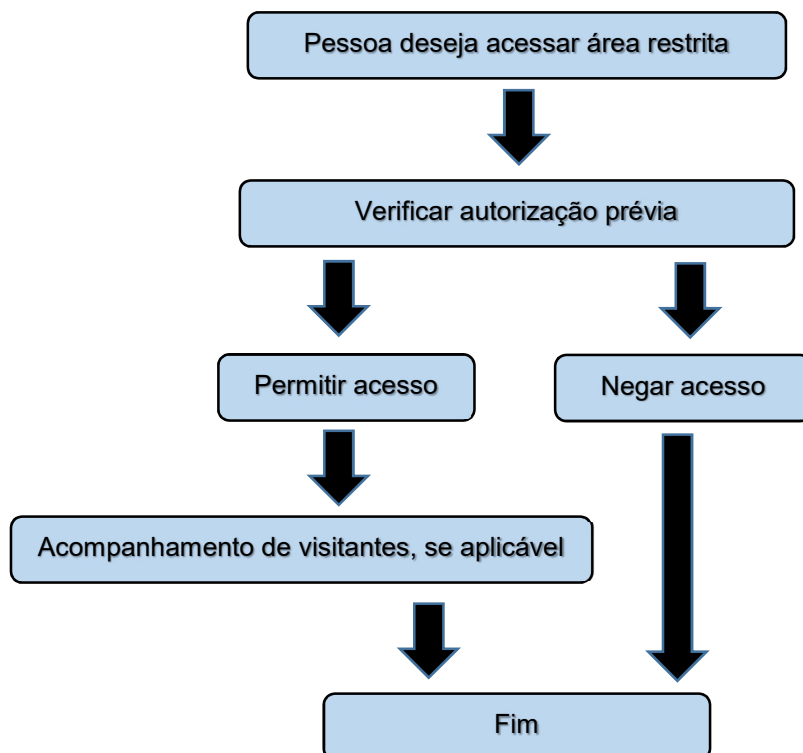 Pessoa deseja acessar área restrita
Verificar autorização prévia
Permitir acesso
Negar acesso
Acompanhamento de visitantes, se aplicável
Fim